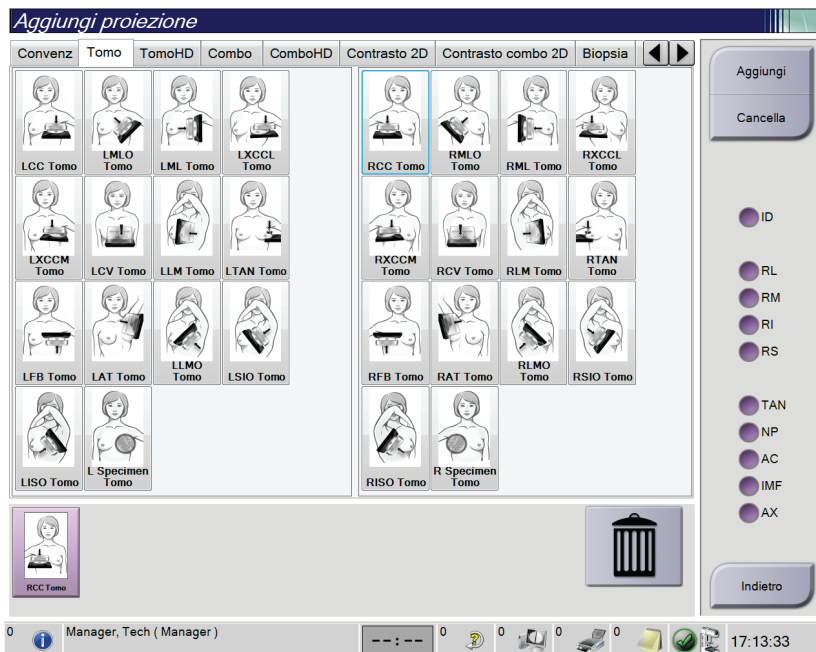 Aggiungi proiezione
Convenz Tomo TomoHD Combo ComboHD Contrasto 2D Contrasto combo 2D Biopsia
LCC Tomo
LMLO
Tomo
LML Tomo
LXCCL
Tomo
RCC Tomo
RMLO
Tomo
RML Tomo
RXCCL
Tomo
LXCCM
Tomo
LCV Tomo
LLM Tomo
LTAN Tomo
RXCCM
Tomo
RCV Tomo
RLM Tomo
RTAN
Tomo
LFB Tomo
LAT Tomo
LLMO
Tomo
LSIO Tomo
RFB Tomo
RAT Tomo
RLMO
Tomo
RSIO Tomo
LISO Tomo
L Specimen
Tomo
RISO Tomo
R Specimen
Tomo
RCC Tomo
Aggiungi
Cancella
ID
RL
RM
RI
RS
TAN
NP
AC
IMF
AX
Indietro
0 Manager, Tech ( Manager ) --:-- 0 0 0 0 17:13:33